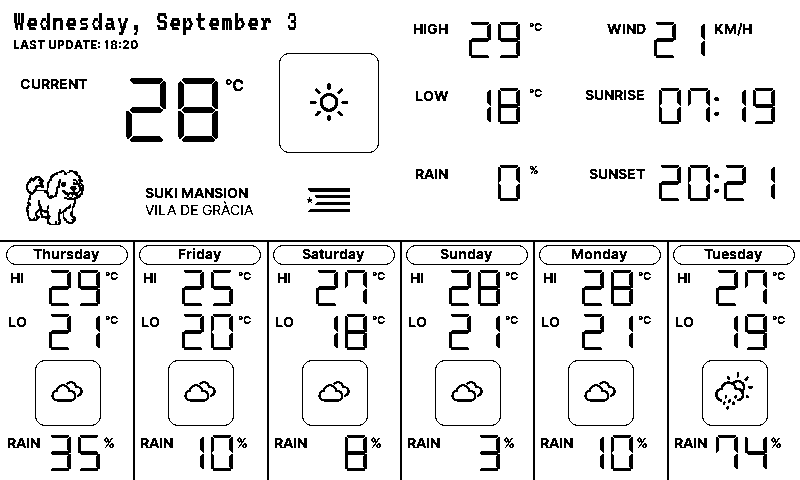 Wednesday, September 3
LAST UPDATE: 18:20
CURRENT 28 °C
HIGH 29 °C
LOW 18 °C
RAIN 0 %
WIND 21 KM/H
SUNRISE 07:19
SUNSET 20:21
SUKI MANSION
VILA DE GRÀCIA
Thursday
HI 29 °C
LO 21 °C
RAIN 35 %
Friday
HI 25 °C
LO 20 °C
RAIN 10 %
Saturday
HI 27 °C
LO 18 °C
RAIN 8 %
Sunday
HI 28 °C
LO 21 °C
RAIN 3 %
Monday
HI 28 °C
LO 21 °C
RAIN 10 %
Tuesday
HI 27 °C
LO 19 °C
RAIN 74 %